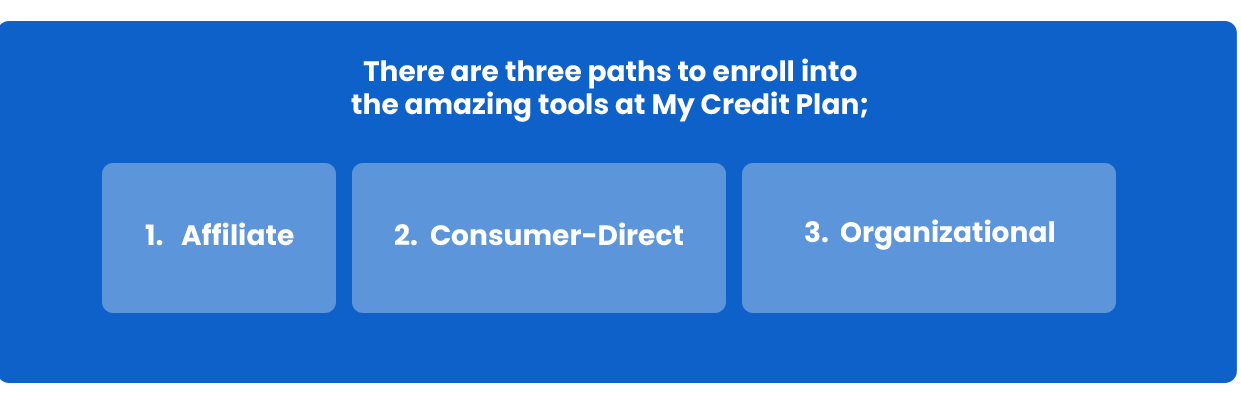 There are three paths to enroll into
the amazing tools at My Credit Plan;
1. Affiliate
2. Consumer-Direct
3. Organizational